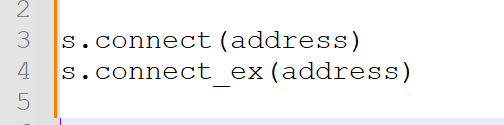 2
3 s.connect(address)
4 s.connect_ex(address)
5